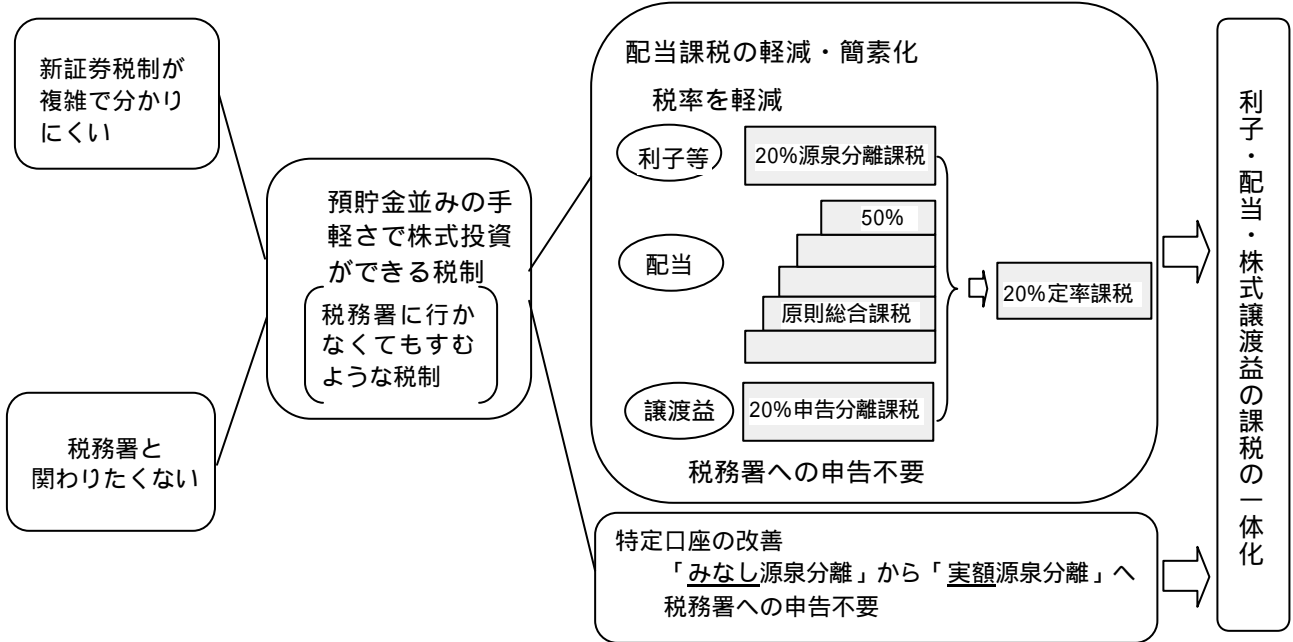 新証券税制が
複雑で分かり
にくい
税務署と
関わりたくない
預貯金並みの手
軽さで株式投資
ができる税制
税務署に行か
なくてもすむ
ような税制
配当課税の軽減・簡素化
税率を軽減
利子等
20%源泉分離課税
配当
50%
原則総合課税
譲渡益
20%申告分離課税
20%定率課税
税務署への申告不要
特定口座の改善
「みなし源泉分離」から「実額源泉分離」へ
税務署への申告不要
利子・配当・株式譲渡益の課税の一体化